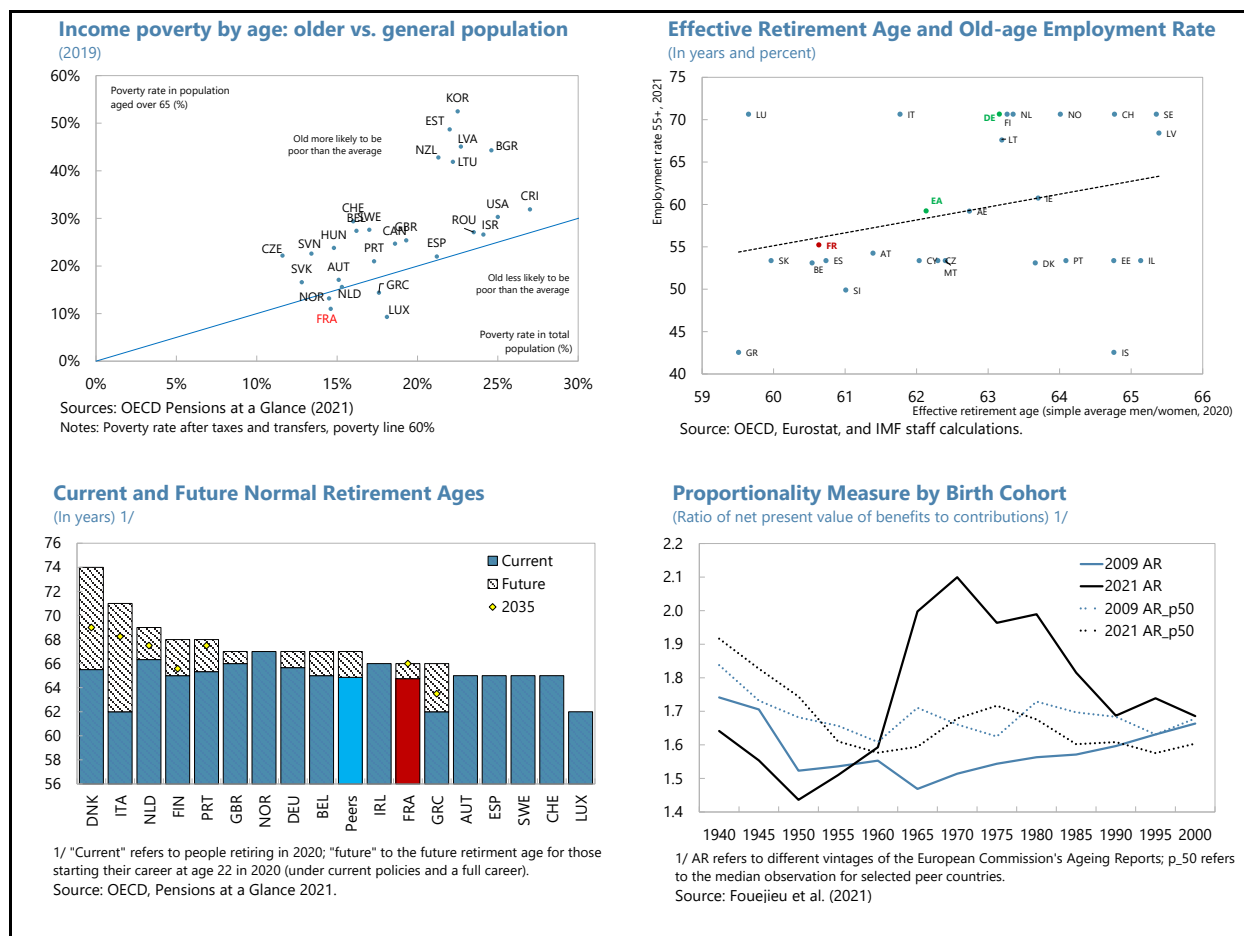 Income poverty by age: older vs. general population
(2019)
60%
50%
40%
30%
20%
10%
0%
0%
5%
10%
15%
20%
25%
30%
Poverty rate in population
aged over 65 (%)
Old more likely to be
poor than the average
Old less likely to be
poor than the average
Poverty rate in total
population (%)
KOR
EST
LVA
BGR
NZL
LTU
CRI
USA
CHE
BEL
SWE
GBR
CAN
ROU
ISR
HUN
SVN
CZE
PRT
ESP
SVK
AUT
GRC
NLD
NOR
LUX
FRA
Sources: OECD Pensions at a Glance (2021)
Notes: Poverty rate after taxes and transfers, poverty line 60%
Effective Retirement Age and Old-age Employment Rate
(In years and percent)
Employment rate 55+, 2021
75
70
65
60
55
50
45
40
59
60
61
62
63
64
65
66
LU
IT
DE
FI
NL
NO
CH
SE
LT
LV
EA
AE
IE
FR
SK
BE
ES
AT
CY
CZ
MT
DK
PT
EE
IL
SI
GR
IS
Effective retirement age (simple average men/women, 2020)
Source: OECD, Eurostat, and IMF staff calculations.
Current and Future Normal Retirement Ages
(In years) 1/
76
74
72
70
68
66
64
62
60
58
56
Current
Future
2035
DNK
ITA
NLD
FIN
PRT
GBR
NOR
DEU
BEL
Peers
IRL
FRA
GRC
AUT
ESP
SWE
CHE
LUX
1/ "Current" refers to people retiring in 2020; "future" to the future retirment age for those
starting their career at age 22 in 2020 (under current policies and a full career).
Source: OECD, Pensions at a Glance 2021.
Proportionality Measure by Birth Cohort
(Ratio of net present value of benefits to contributions) 1/
2.2
2.1
2.0
1.9
1.8
1.7
1.6
1.5
1.4
2009 AR
2021 AR
2009 AR_p50
2021 AR_p50
1940 1945 1950 1955 1960 1965 1970 1975 1980 1985 1990 1995 2000
1/ AR refers to different vintages of the European Commission's Ageing Reports; p_50 refers
to the median observation for selected peer countries.
Source: Fouejieu et al. (2021)